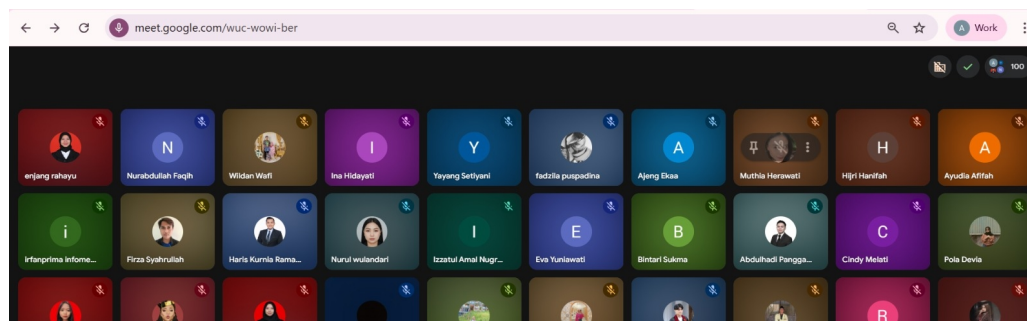 meet.google.com/wuc-wowi-ber
A Work
100
enjang rahayu
N
Nurabdullah Faqih
Wildan Wafi
I
Ina Hidayati
Y
Yayang Setiyani
fadzila puspadina
A
Ajeng Ekaa
Muthia Herawati
H
Hijri Hanifah
A
Ayudia Afifah
i
irfanprima infome...
Firza Syahrullah
Haris Kurnia Rama...
Nurul wulandari
I
Izzatul Amal Nugr...
E
Eva Yuniawati
B
Bintari Sukma
Abdulhadi Pangga...
C
Cindy Melati
Pola Devia
R